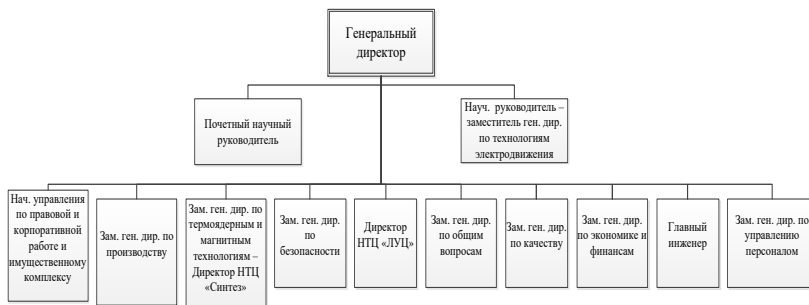 Генеральный
директор
Почетный научный
руководитель
Науч. руководитель –
заместитель ген. дир.
по технологиям
электродвижения
Нач. управления
по правовой и
корпоративной
работе и
имущественному
комплексу
Зам. ген. дир. по
производству
Зам. ген. дир. по
термоядерным и
магнитным
технологиям –
Директор НТЦ
«Синтез»
Зам. ген. дир.
по
безопасности
Директор
НТЦ «ЛУЦ»
Зам. ген. дир.
по общим
вопросам
Зам. ген. дир.
по качеству
Зам. ген. дир.
по экономике и
финансам
Главный
инженер
Зам. ген. дир. по
управлению
персоналом